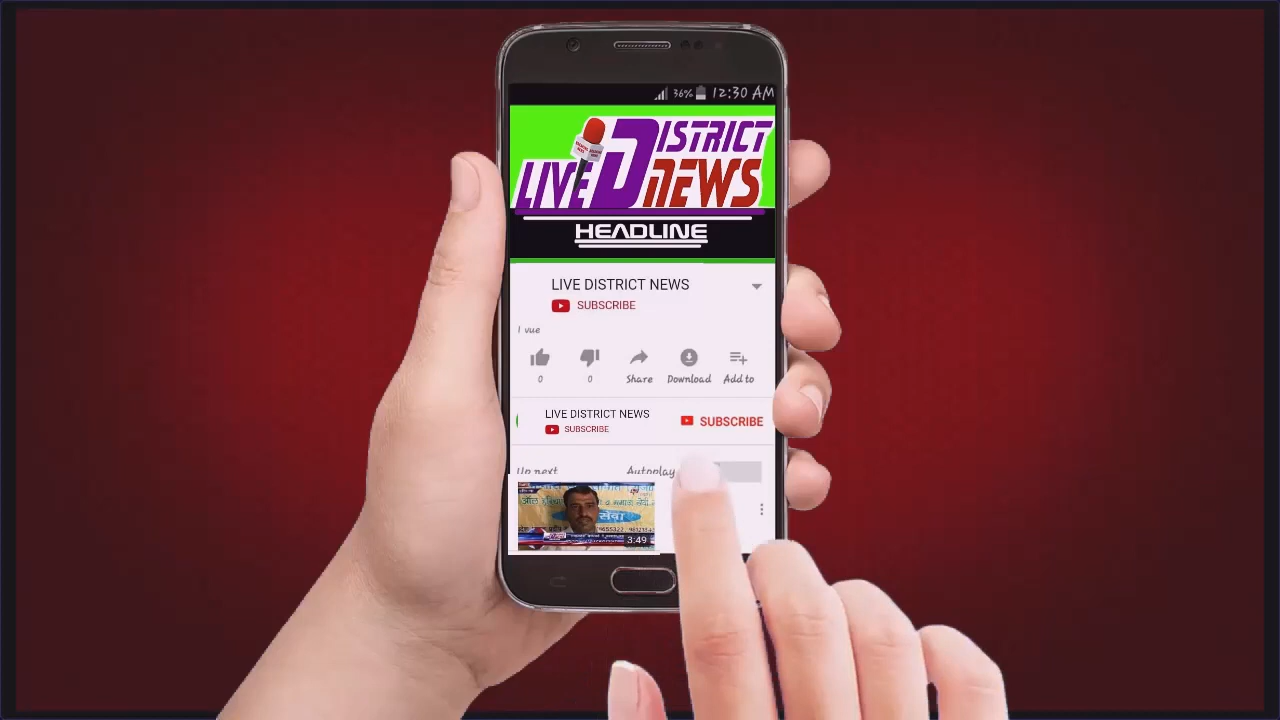 36% 12:30 AM
LIVE DISTRICT NEWS
HEADLINE
LIVE DISTRICT NEWS
SUBSCRIBE
1 vue
0 0 Share Download Add to
LIVE DISTRICT NEWS
SUBSCRIBE
SUBSCRIBE
Up next Autoplay
सेवा
3:49